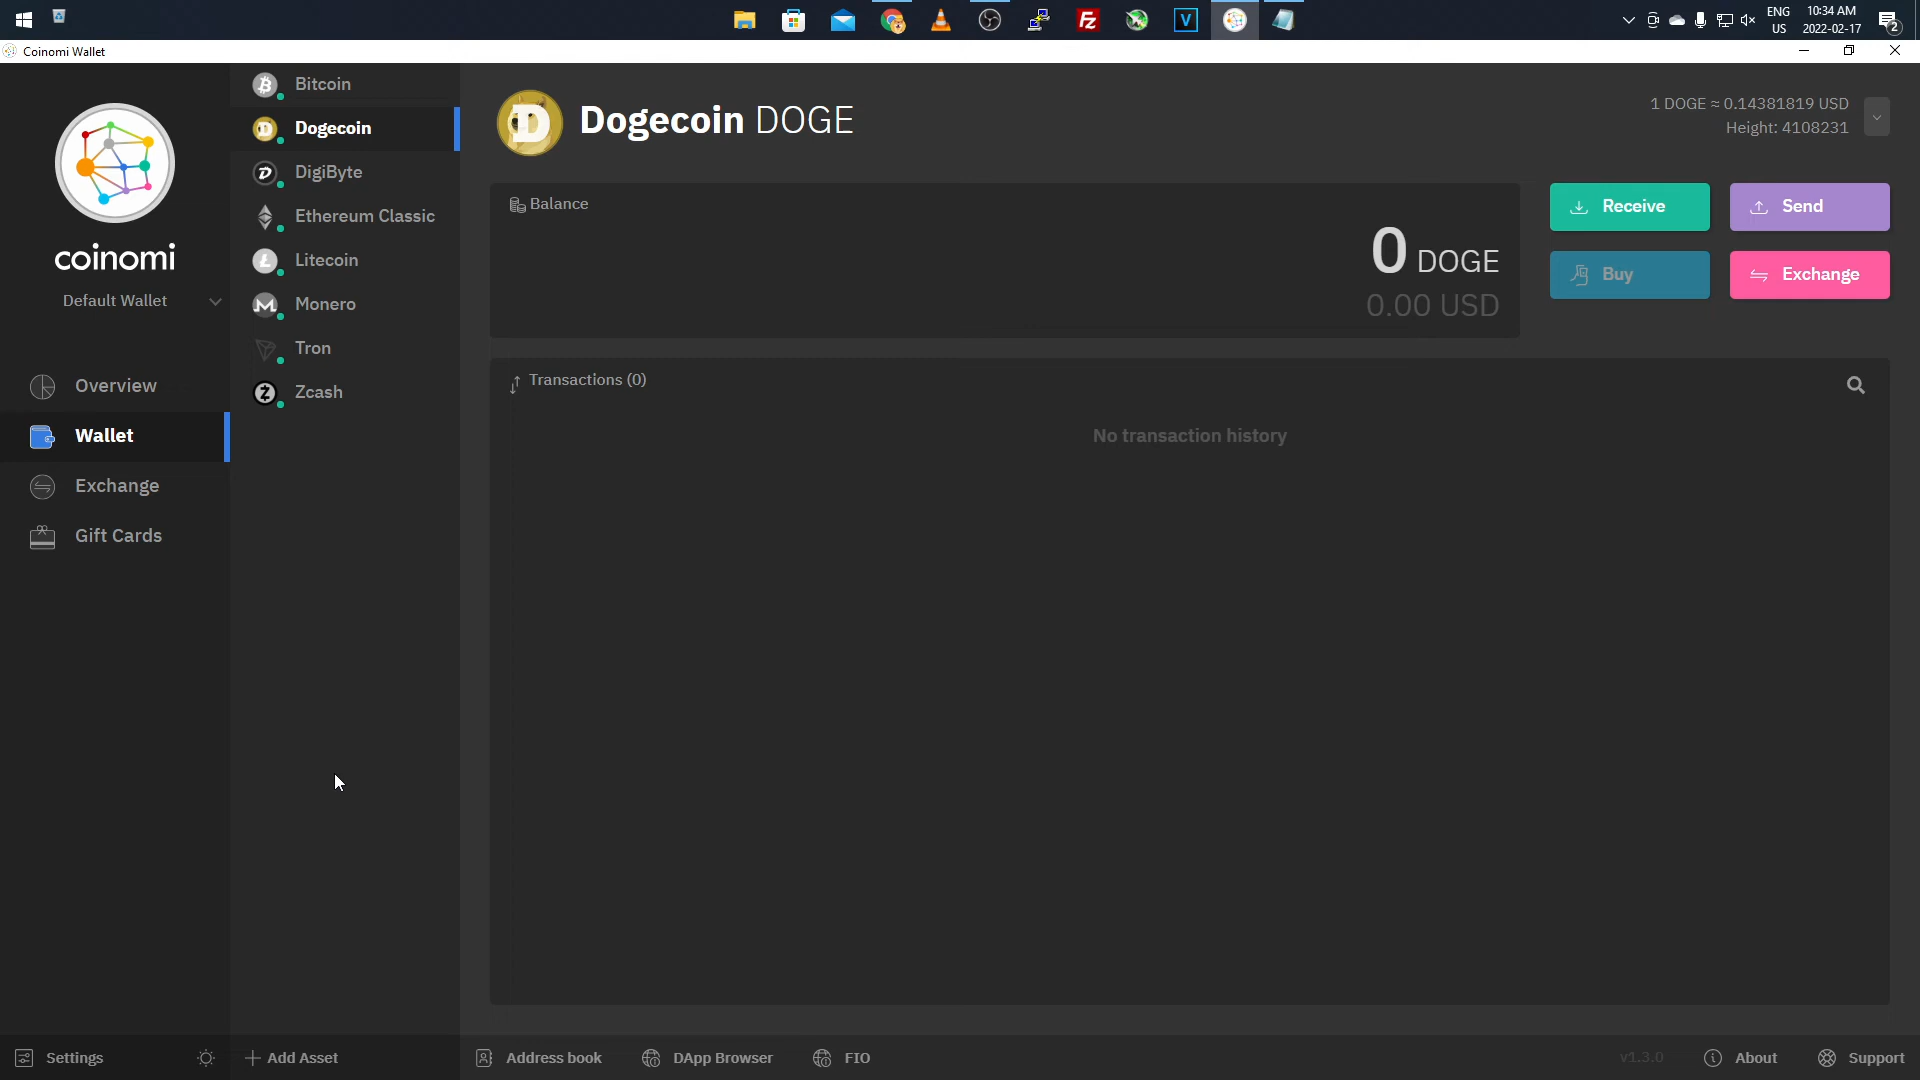 ENG
US
10:34 AM
2022-02-17
2
Coinomi Wallet
coinomi
Default Wallet
Overview
Wallet
Exchange
Gift Cards
Settings
Bitcoin
Dogecoin
DigiByte
Ethereum Classic
Litecoin
Monero
Tron
Zcash
Add Asset
Dogecoin DOGE
1 DOGE ≈ 0.14381819 USD
Height: 4108231
Balance
0 DOGE
0.00 USD
Receive
Send
Buy
Exchange
Transactions (0)
No transaction history
Address book
DApp Browser
FIO
v1.3.0
About
Support